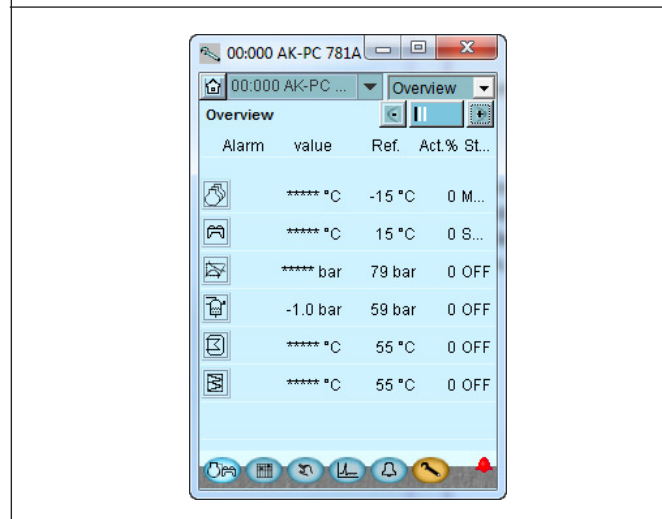 00:000 AK-PC 781A
00:000 AK-PC ... Overview
Overview
Alarm value Ref. Act.% St...
***** °C -15 °C 0 M...
***** °C 15 °C 0 S...
***** bar 79 bar 0 OFF
-1.0 bar 59 bar 0 OFF
***** °C 55 °C 0 OFF
***** °C 55 °C 0 OFF